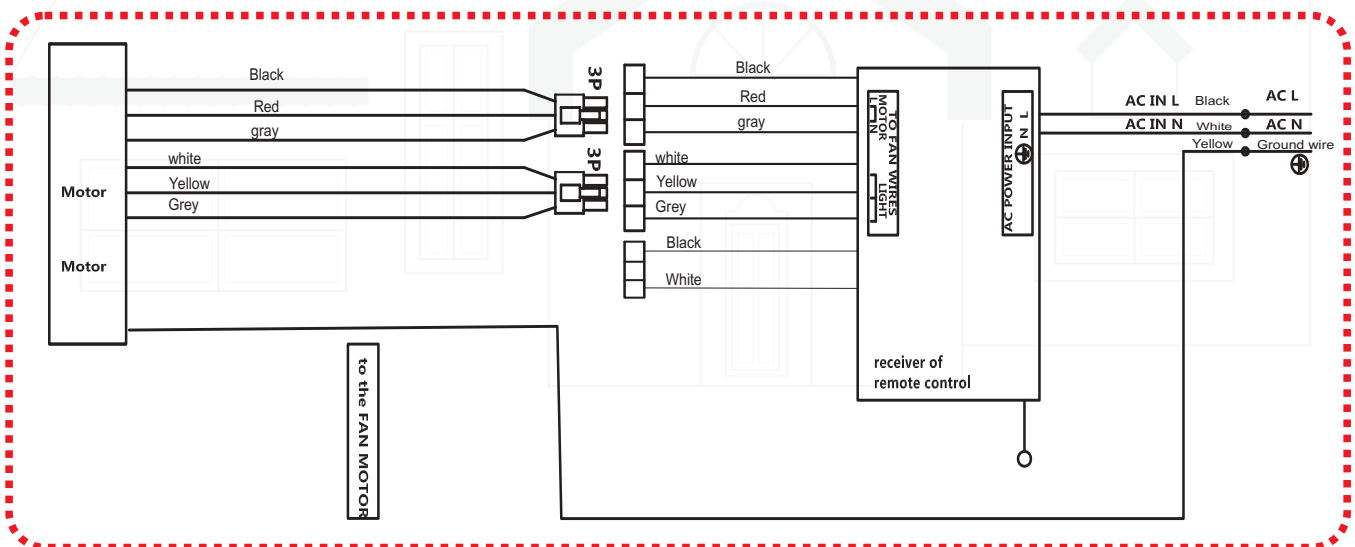 Black
Red
gray
white
Yellow
Grey
Motor
Motor
3P
3P
Black
Red
gray
white
Yellow
Grey
Black
White
TO FAN WIRES
MOTOR
L N
LIGHT
AC POWER INPUT
N L
receiver of
remote control
AC IN L Black AC L
AC IN N White AC N
Yellow Ground wire
to the FAN MOTOR